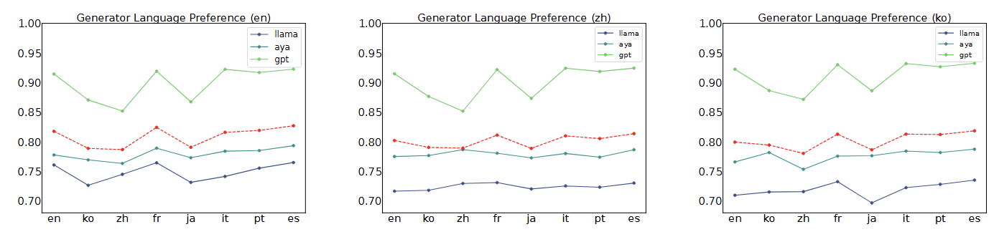 Generator Language Preference (en)
1.00
0.95
0.90
0.85
0.80
0.75
0.70
llama
aya
gpt
en ko zh fr ja it pt es
Generator Language Preference (zh)
1.00
0.95
0.90
0.85
0.80
0.75
0.70
llama
aya
gpt
en ko zh fr ja it pt es
Generator Language Preference (ko)
1.00
0.95
0.90
0.85
0.80
0.75
0.70
llama
aya
gpt
en ko zh fr ja it pt es